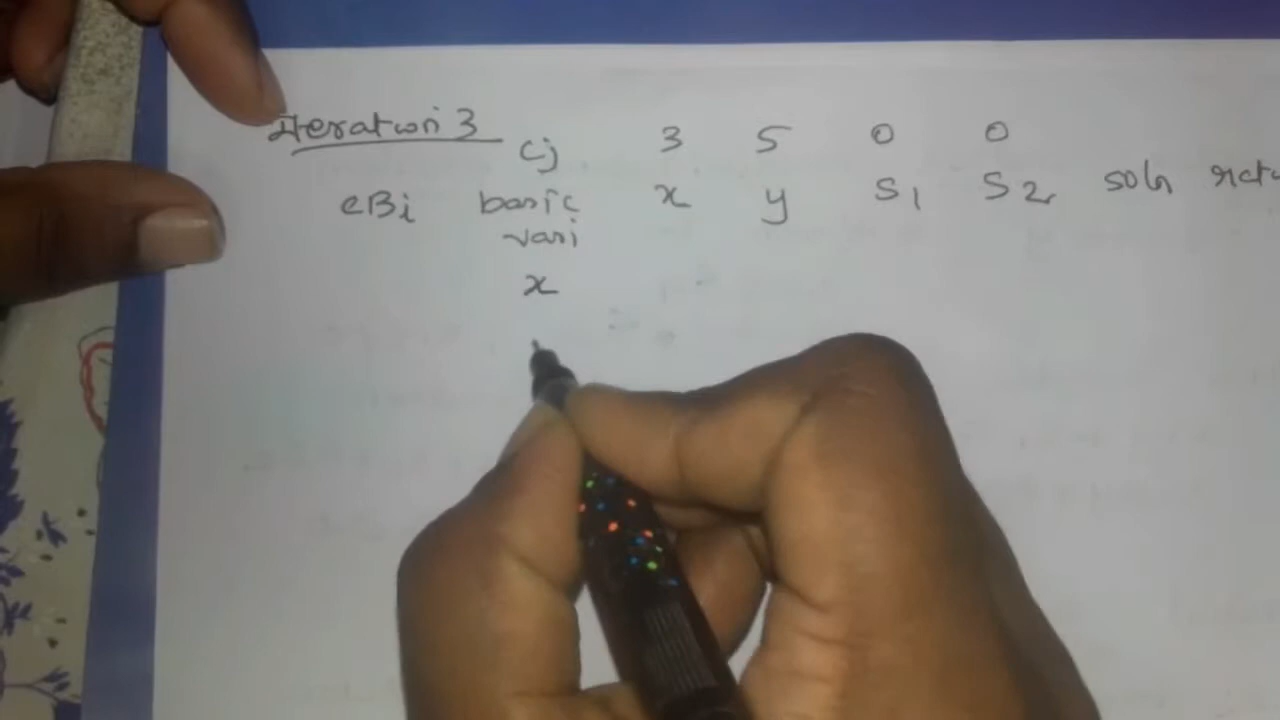 Iteration 3 Cj 3 5 0 0
CBi basic x y S1 S2 soln
vari
x